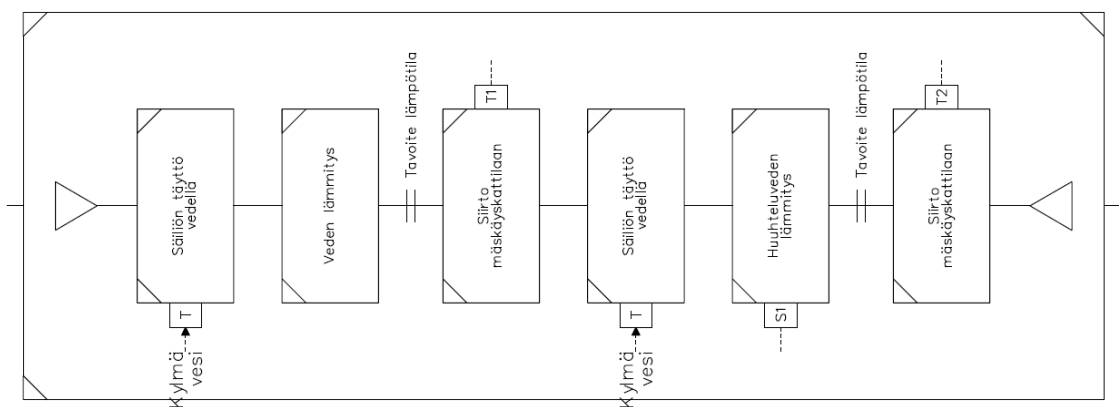 Säiliön täyttö
vedellä
T
Kylmä
vesi
Veden lämmitys
Tavoite lämpötila
Siirto
mäskäyskattilaan
T1
Säiliön täyttö
vedellä
T
Kylmä
vesi
Huuhteluveden
lämmitys
S1
Tavoite lämpötila
Siirto
mäskäyskattilaan
T2